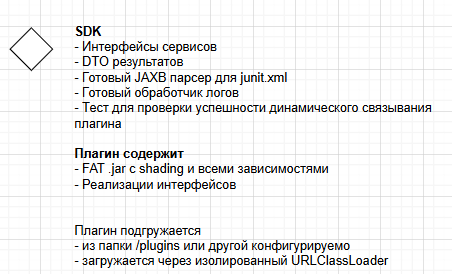 SDK
- Интерфейсы сервисов
- DTO результатов
- Готовый JAXB парсер для junit.xml
- Готовый обработчик логов
- Тест для проверки успешности динамического связывания
плагина
Плагин содержит
- FAT .jar с shading и всеми зависимостями
- Реализации интерфейсов
Плагин подгружается
- из папки /plugins или другой конфигурируемо
- загружается через изолированный URLClassLoader